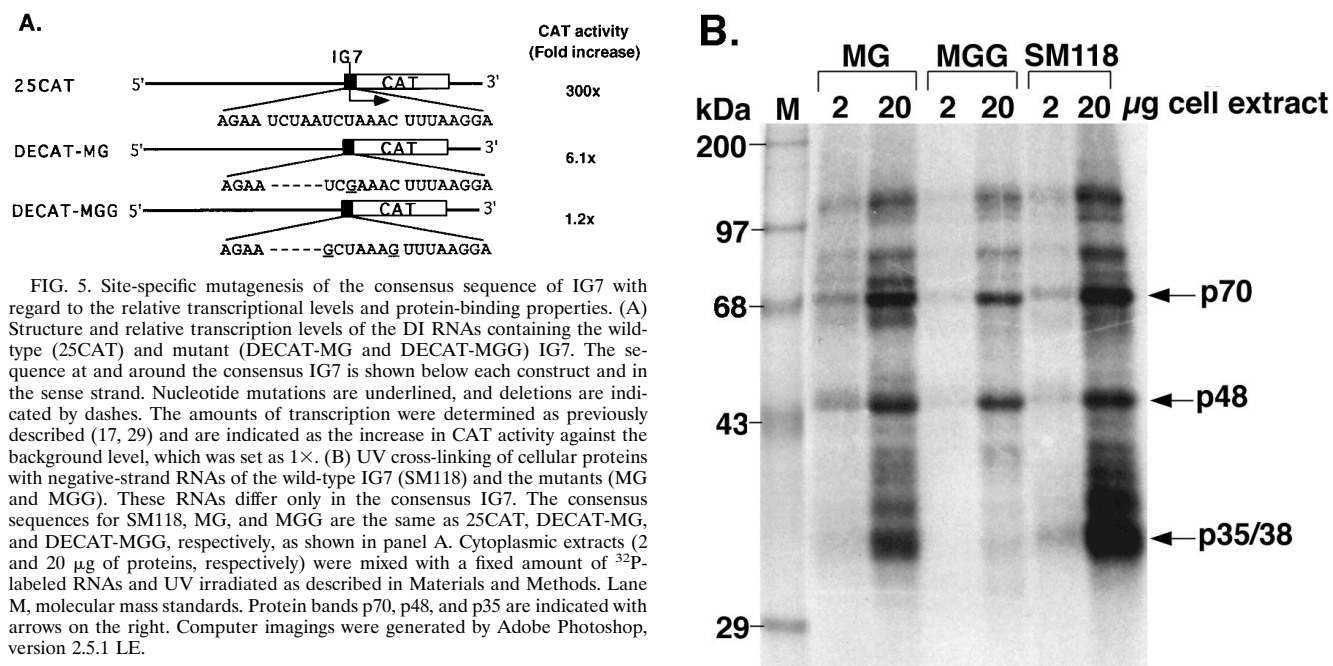 A.
CAT activity
(Fold increase)
IG7
25CAT 5' CAT 3' 300x
AGAA UCUAAUCUAAAC UUUAAGGA
DECAT-MG 5' CAT 3' 6.1x
AGAA -----UCGAAAC UUUAAGGA
DECAT-MGG 5' CAT 3' 1.2x
AGAA -----GCUAAAG UUUAAGGA
FIG. 5. Site-specific mutagenesis of the consensus sequence of IG7 with
regard to the relative transcriptional levels and protein-binding properties. (A)
Structure and relative transcription levels of the DI RNAs containing the wild-
type (25CAT) and mutant (DECAT-MG and DECAT-MGG) IG7. The se-
quence at and around the consensus IG7 is shown below each construct and in
the sense strand. Nucleotide mutations are underlined, and deletions are indi-
cated by dashes. The amounts of transcription were determined as previously
described (17, 29) and are indicated as the increase in CAT activity against the
background level, which was set as 1×. (B) UV cross-linking of cellular proteins
with negative-strand RNAs of the wild-type IG7 (SM118) and the mutants (MG
and MGG). These RNAs differ only in the consensus IG7. The consensus
sequences for SM118, MG, and MGG are the same as 25CAT, DECAT-MG,
and DECAT-MGG, respectively, as shown in panel A. Cytoplasmic extracts (2
and 20 μg of proteins, respectively) were mixed with a fixed amount of ³²P-
labeled RNAs and UV irradiated as described in Materials and Methods. Lane
M, molecular mass standards. Protein bands p70, p48, and p35 are indicated with
arrows on the right. Computer imagings were generated by Adobe Photoshop,
version 2.5.1 LE.
B.
MG MGG SM118
kDa M 2 20 2 20 2 20 μg cell extract
200
97
68 p70
43 p48
p35/38
29